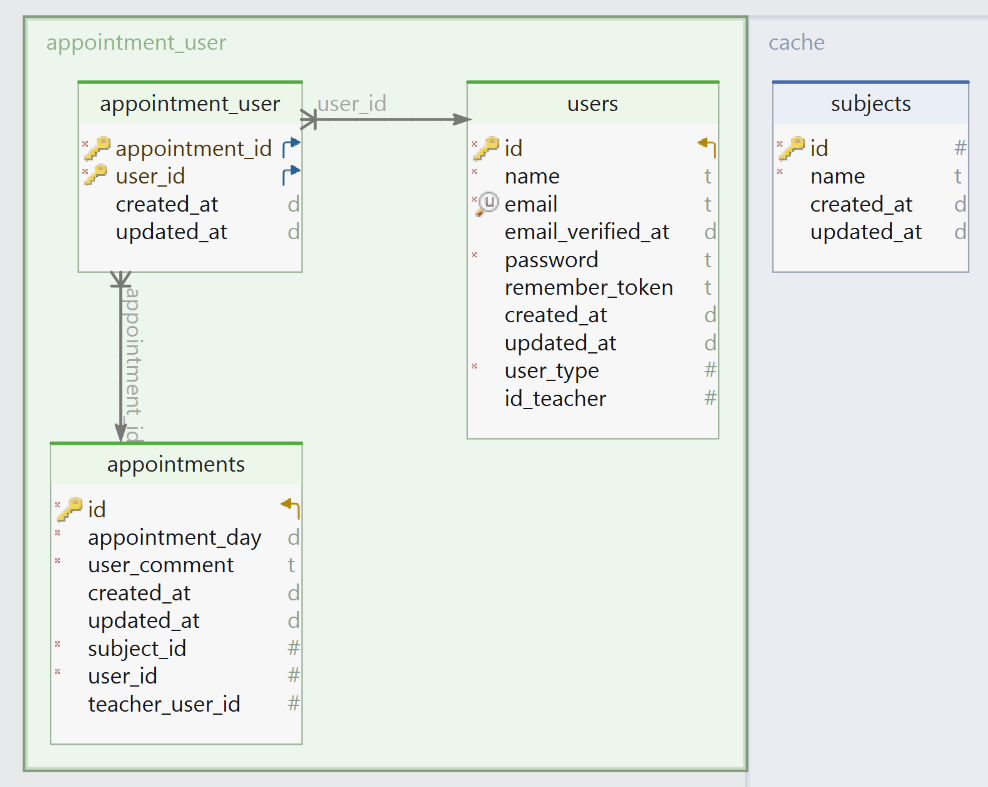 appointment_user
cache
appointment_user
appointment_id
user_id
created_at d
updated_at d
user_id
users
id
name t
u email t
email_verified_at d
password t
remember_token t
created_at d
updated_at d
user_type #
id_teacher #
subjects
id #
name t
created_at d
updated_at d
appointment_id
appointments
id
appointment_day d
user_comment t
created_at d
updated_at d
subject_id #
user_id #
teacher_user_id #